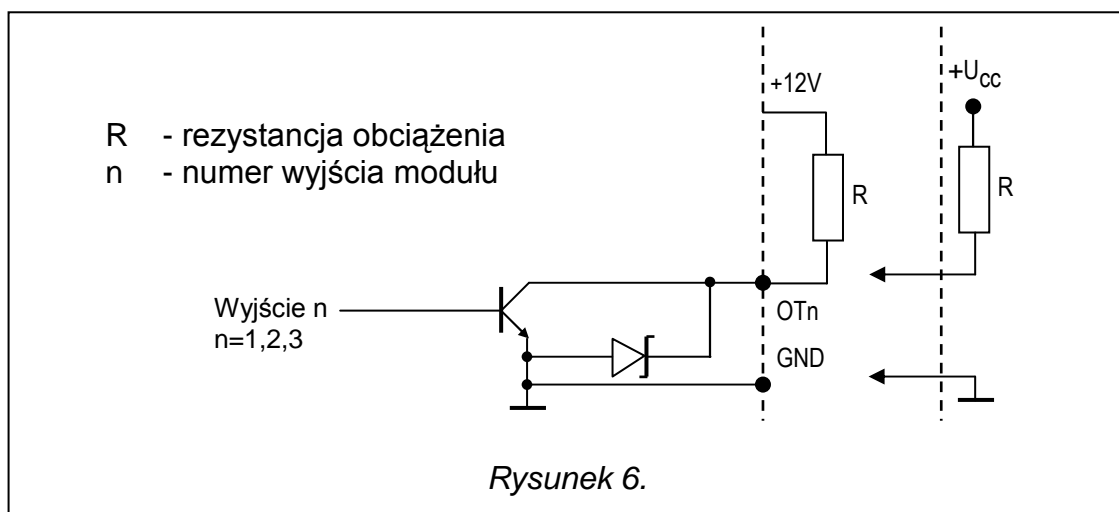 R - rezystancja obciążenia
n - numer wyjścia modułu
+12V
R
+Ucc
R
Wyjście n
n=1,2,3
OTn
GND
Rysunek 6.